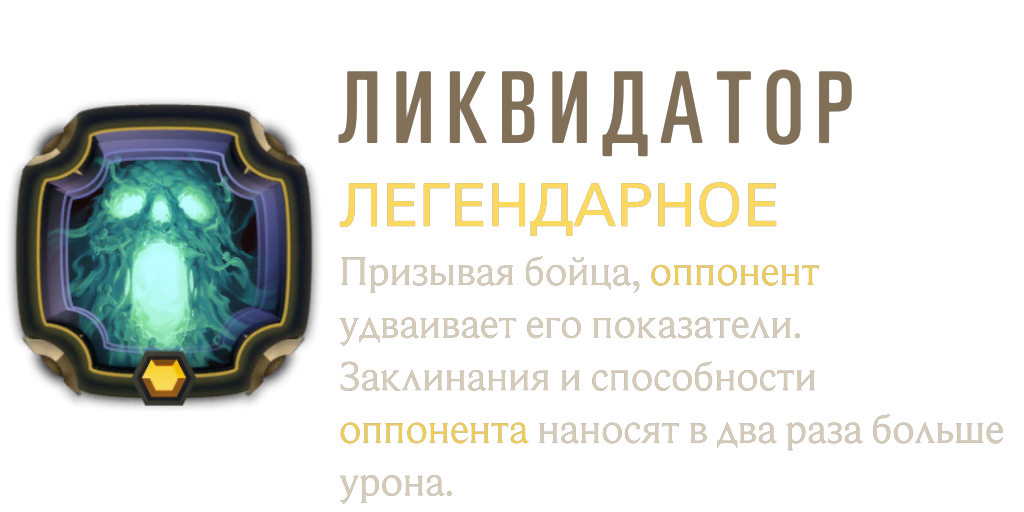 ЛИКВИДАТОР
ЛЕГЕНДАРНОЕ
Призывая бойца, оппонент
удваивает его показатели.
Заклинания и способности
оппонента наносят в два раза больше
урона.